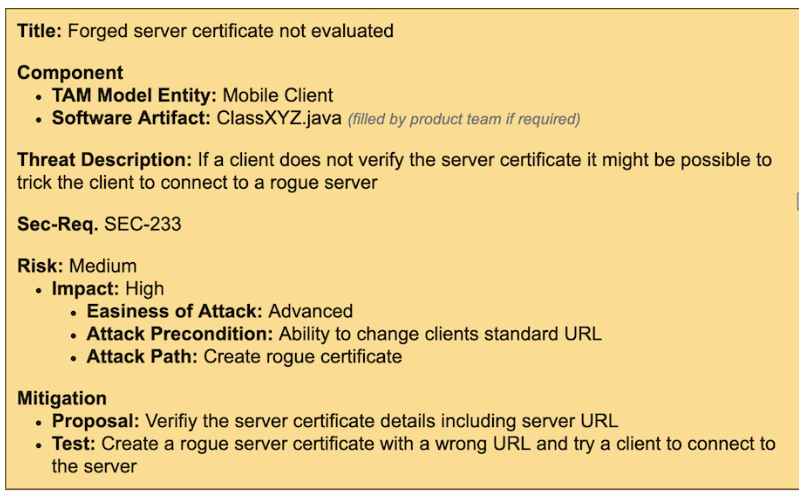 Title: Forged server certificate not evaluated
Component
• TAM Model Entity: Mobile Client
• Software Artifact: ClassXYZ.java (filled by product team if required)
Threat Description: If a client does not verify the server certificate it might be possible to
trick the client to connect to a rogue server
Sec-Req. SEC-233
Risk: Medium
• Impact: High
• Easiness of Attack: Advanced
• Attack Precondition: Ability to change clients standard URL
• Attack Path: Create rogue certificate
Mitigation
• Proposal: Verifiy the server certificate details including server URL
• Test: Create a rogue server certificate with a wrong URL and try a client to connect to
the server